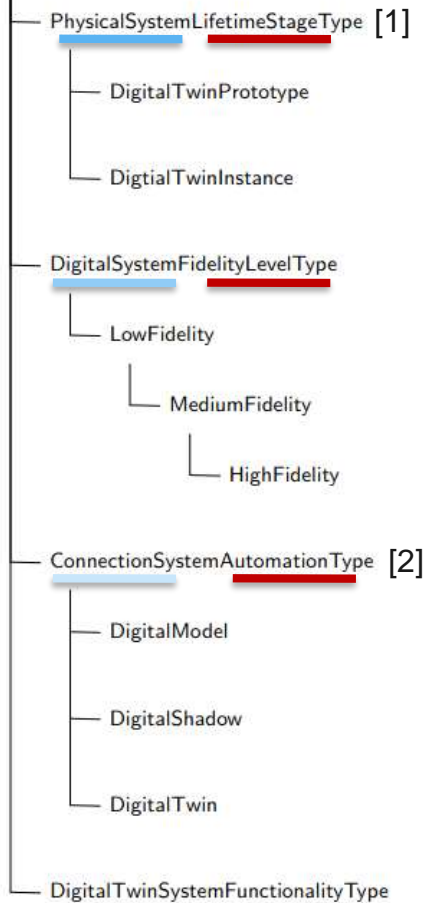 PhysicalSystemLifetimeStageType [1]
DigitalTwinPrototype
DigtialTwinInstance
DigitalSystemFidelityLevelType
LowFidelity
MediumFidelity
HighFidelity
ConnectionSystemAutomationType [2]
DigitalModel
DigitalShadow
DigitalTwin
DigitalTwinSystemFunctionalityType